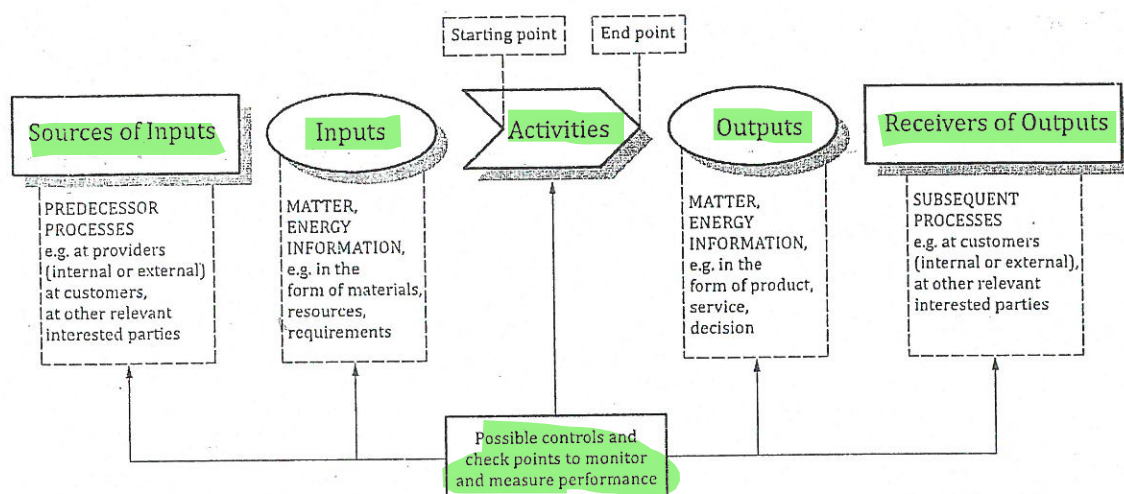 Starting point
End point
Sources of Inputs
Inputs
Activities
Outputs
Receivers of Outputs
PREDECESSOR
PROCESSES
e.g. at providers
(internal or external)
at customers,
at other relevant
interested parties
MATTER,
ENERGY
INFORMATION,
e.g. in the
form of materials,
resources,
requirements
MATTER,
ENERGY
INFORMATION,
e.g. in the
form of product,
service,
decision
SUBSEQUENT
PROCESSES
e.g. at customers
(internal or external),
at other relevant
interested parties
Possible controls and
check points to monitor
and measure performance